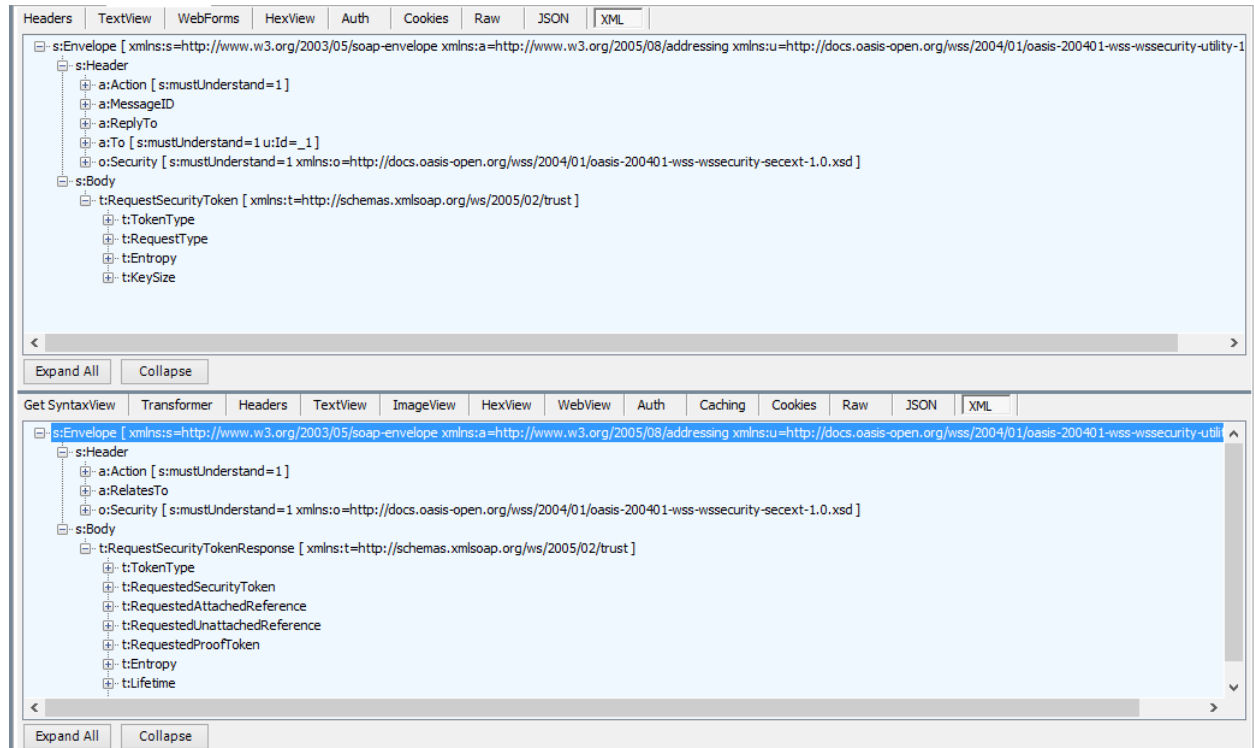 Headers TextView WebForms HexView Auth Cookies Raw JSON XML
s:Envelope [ xmlns:s=http://www.w3.org/2003/05/soap-envelope xmlns:a=http://www.w3.org/2005/08/addressing xmlns:u=http://docs.oasis-open.org/wss/2004/01/oasis-200401-wss-wssecurity-utility-1
s:Header
a:Action [ s:mustUnderstand=1 ]
a:MessageID
a:ReplyTo
a:To [ s:mustUnderstand=1 u:Id=_1 ]
o:Security [ s:mustUnderstand=1 xmlns:o=http://docs.oasis-open.org/wss/2004/01/oasis-200401-wss-wssecurity-secext-1.0.xsd ]
s:Body
t:RequestSecurityToken [ xmlns:t=http://schemas.xmlsoap.org/ws/2005/02/trust ]
t:TokenType
t:RequestType
t:Entropy
t:KeySize
Expand All Collapse
Get SyntaxView Transformer Headers TextView ImageView HexView WebView Auth Caching Cookies Raw JSON XML
s:Envelope [ xmlns:s=http://www.w3.org/2003/05/soap-envelope xmlns:a=http://www.w3.org/2005/08/addressing xmlns:u=http://docs.oasis-open.org/wss/2004/01/oasis-200401-wss-wssecurity-utilit
s:Header
a:Action [ s:mustUnderstand=1 ]
a:RelatesTo
o:Security [ s:mustUnderstand=1 xmlns:o=http://docs.oasis-open.org/wss/2004/01/oasis-200401-wss-wssecurity-secext-1.0.xsd ]
s:Body
t:RequestSecurityTokenResponse [ xmlns:t=http://schemas.xmlsoap.org/ws/2005/02/trust ]
t:TokenType
t:RequestedSecurityToken
t:RequestedAttachedReference
t:RequestedUnattachedReference
t:RequestedProofToken
t:Entropy
t:Lifetime
Expand All Collapse